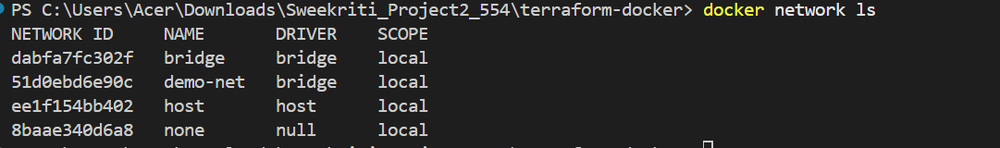 PS C:\Users\Acer\Downloads\Sweekriti_Project2_554\terraform-docker> docker network ls
NETWORK ID NAME DRIVER SCOPE
dabfa7fc302f bridge bridge local
51d0ebd6e90c demo-net bridge local
ee1f154bb402 host host local
8baae340d6a8 none null local